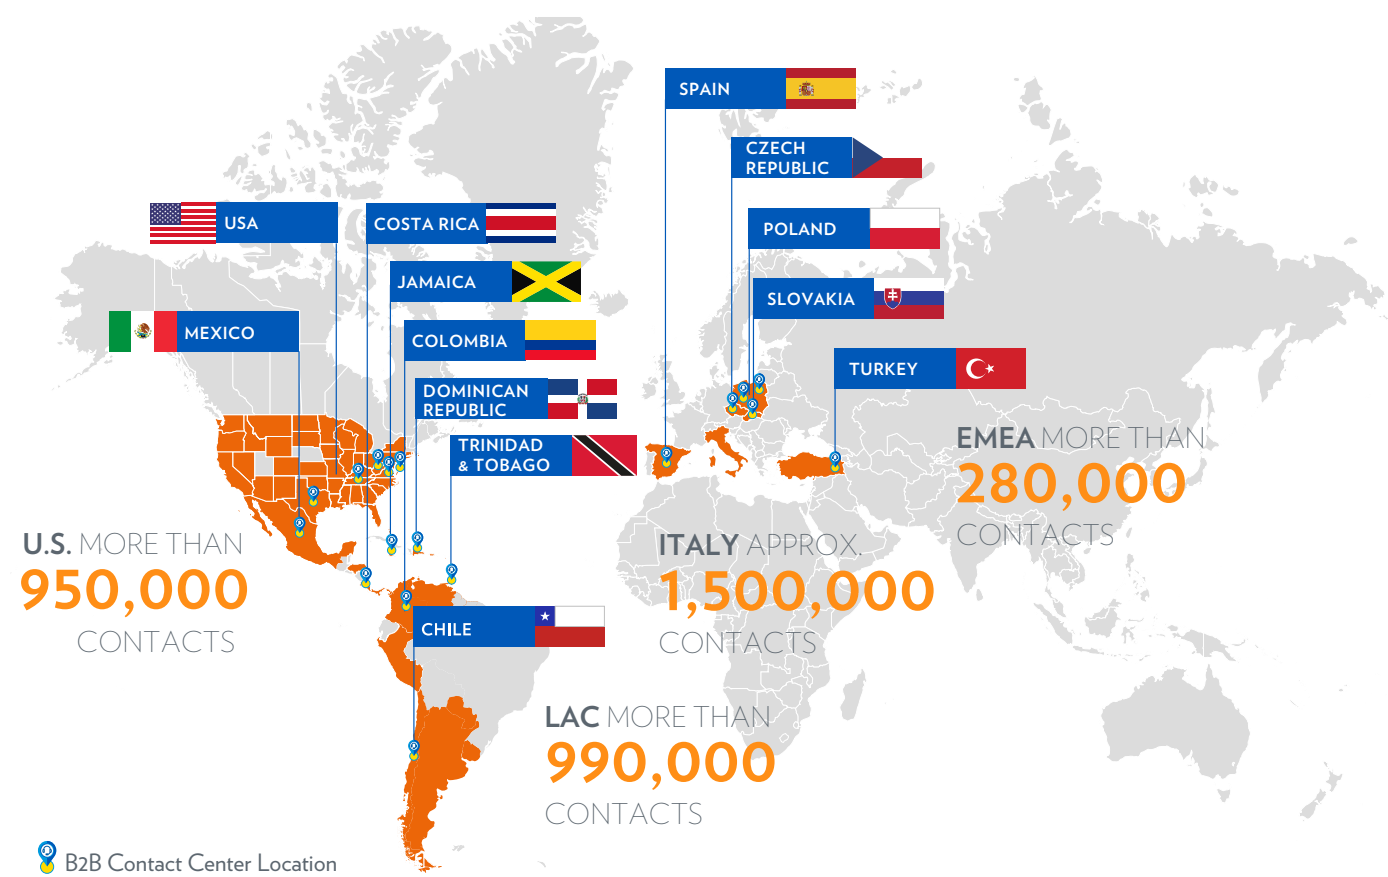 SPAIN
CZECH
REPUBLIC
POLAND
SLOVAKIA
TURKEY
USA
COSTA RICA
JAMAICA
MEXICO
COLOMBIA
DOMINICAN
REPUBLIC
TRINIDAD
& TOBAGO
CHILE
EMEA MORE THAN
280,000
CONTACTS
U.S. MORE THAN
950,000
CONTACTS
ITALY APPROX.
1,500,000
CONTACTS
LAC MORE THAN
990,000
CONTACTS
B2B Contact Center Location